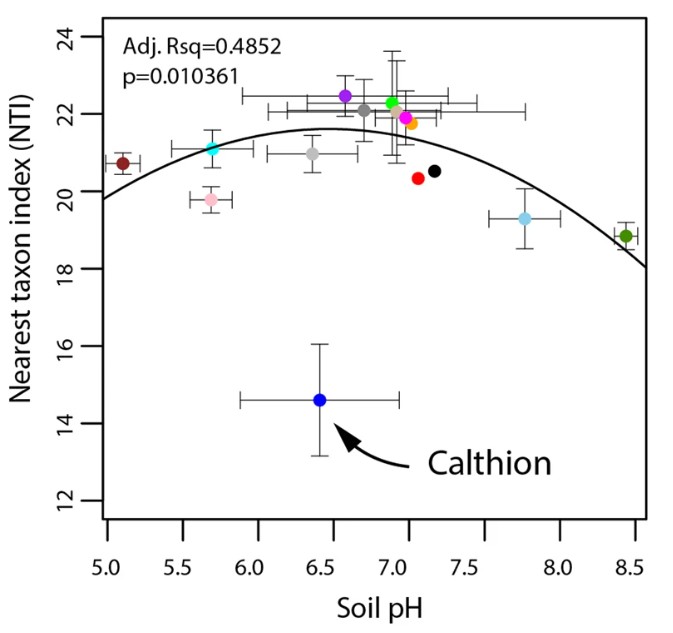 Adj. Rsq=0.4852
p=0.010361
Nearest taxon index (NTI)
24
22
20
18
16
14
12
Calthion
5.0 5.5 6.0 6.5 7.0 7.5 8.0 8.5
Soil pH